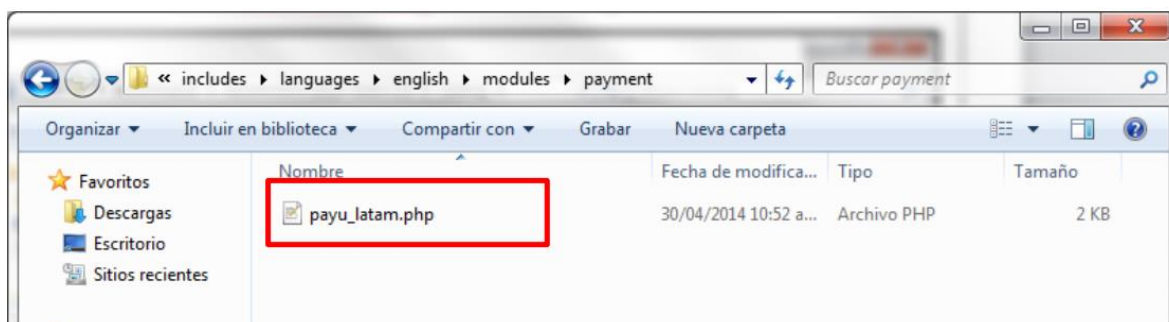 « includes ▸ languages ▸ english ▸ modules ▸ payment Buscar payment
Organizar Incluir en biblioteca Compartir con Grabar Nueva carpeta
Favoritos Nombre Fecha de modifica... Tipo Tamaño
Descargas payu_latam.php 30/04/2014 10:52 a... Archivo PHP 2 KB
Escritorio
Sitios recientes